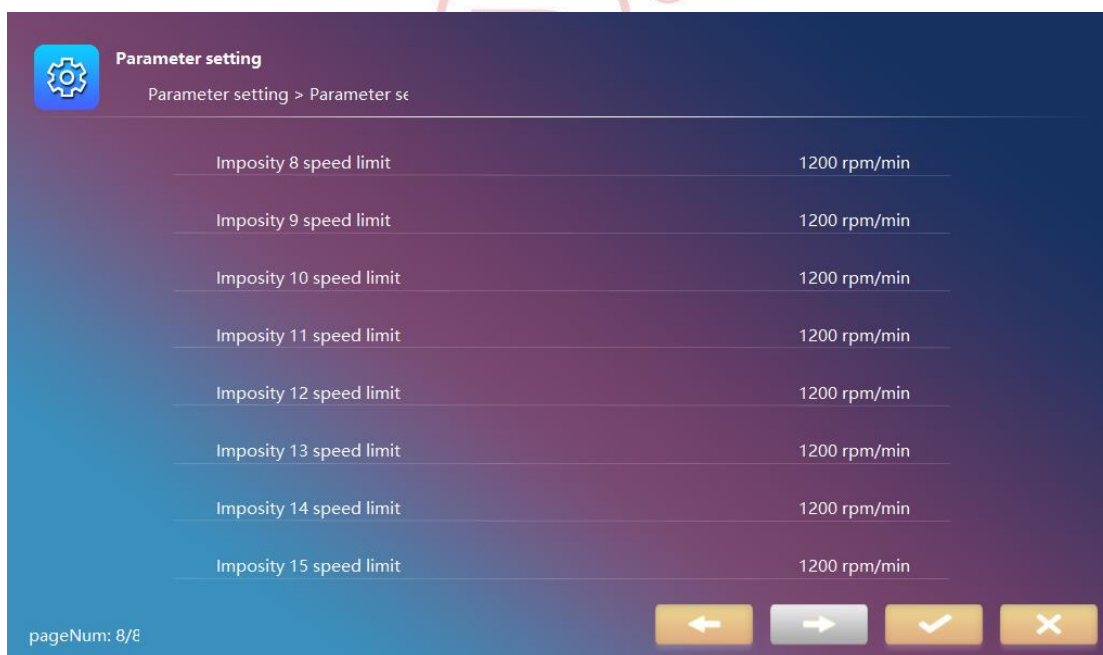 Parameter setting
Parameter setting > Parameter se
Imposity 8 speed limit 1200 rpm/min
Imposity 9 speed limit 1200 rpm/min
Imposity 10 speed limit 1200 rpm/min
Imposity 11 speed limit 1200 rpm/min
Imposity 12 speed limit 1200 rpm/min
Imposity 13 speed limit 1200 rpm/min
Imposity 14 speed limit 1200 rpm/min
Imposity 15 speed limit 1200 rpm/min
pageNum: 8/8